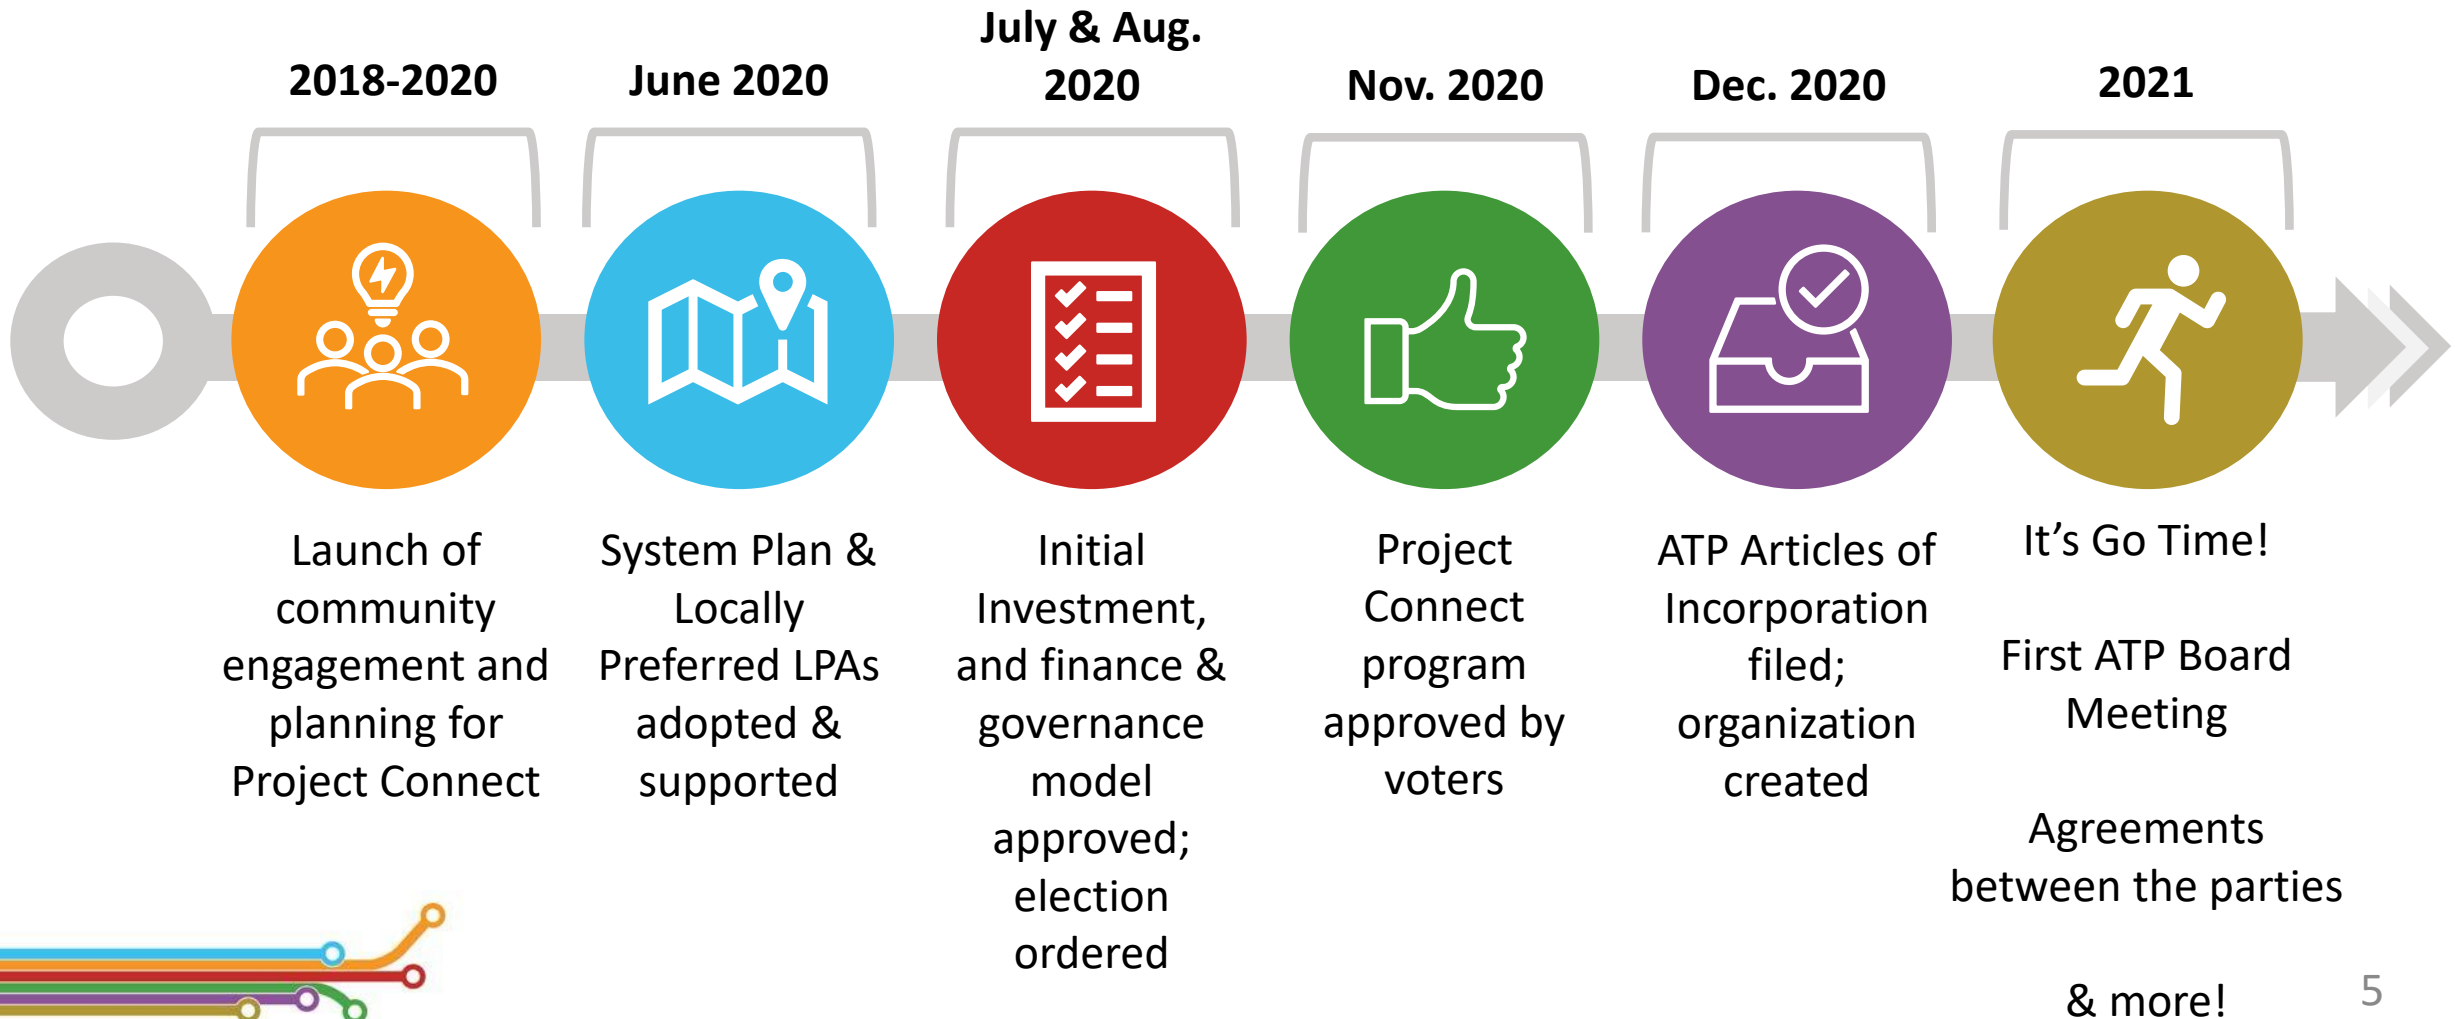 2018-2020
Launch of
community
engagement and
planning for
Project Connect
June 2020
System Plan &
Locally
Preferred LPAs
adopted &
supported
July & Aug.
2020
Initial
Investment,
and finance &
governance
model
approved;
election
ordered
Nov. 2020
Project
Connect
program
approved by
voters
Dec. 2020
ATP Articles of
Incorporation
filed;
organization
created
2021
It’s Go Time!
First ATP Board
Meeting
Agreements
between the parties
& more!
5